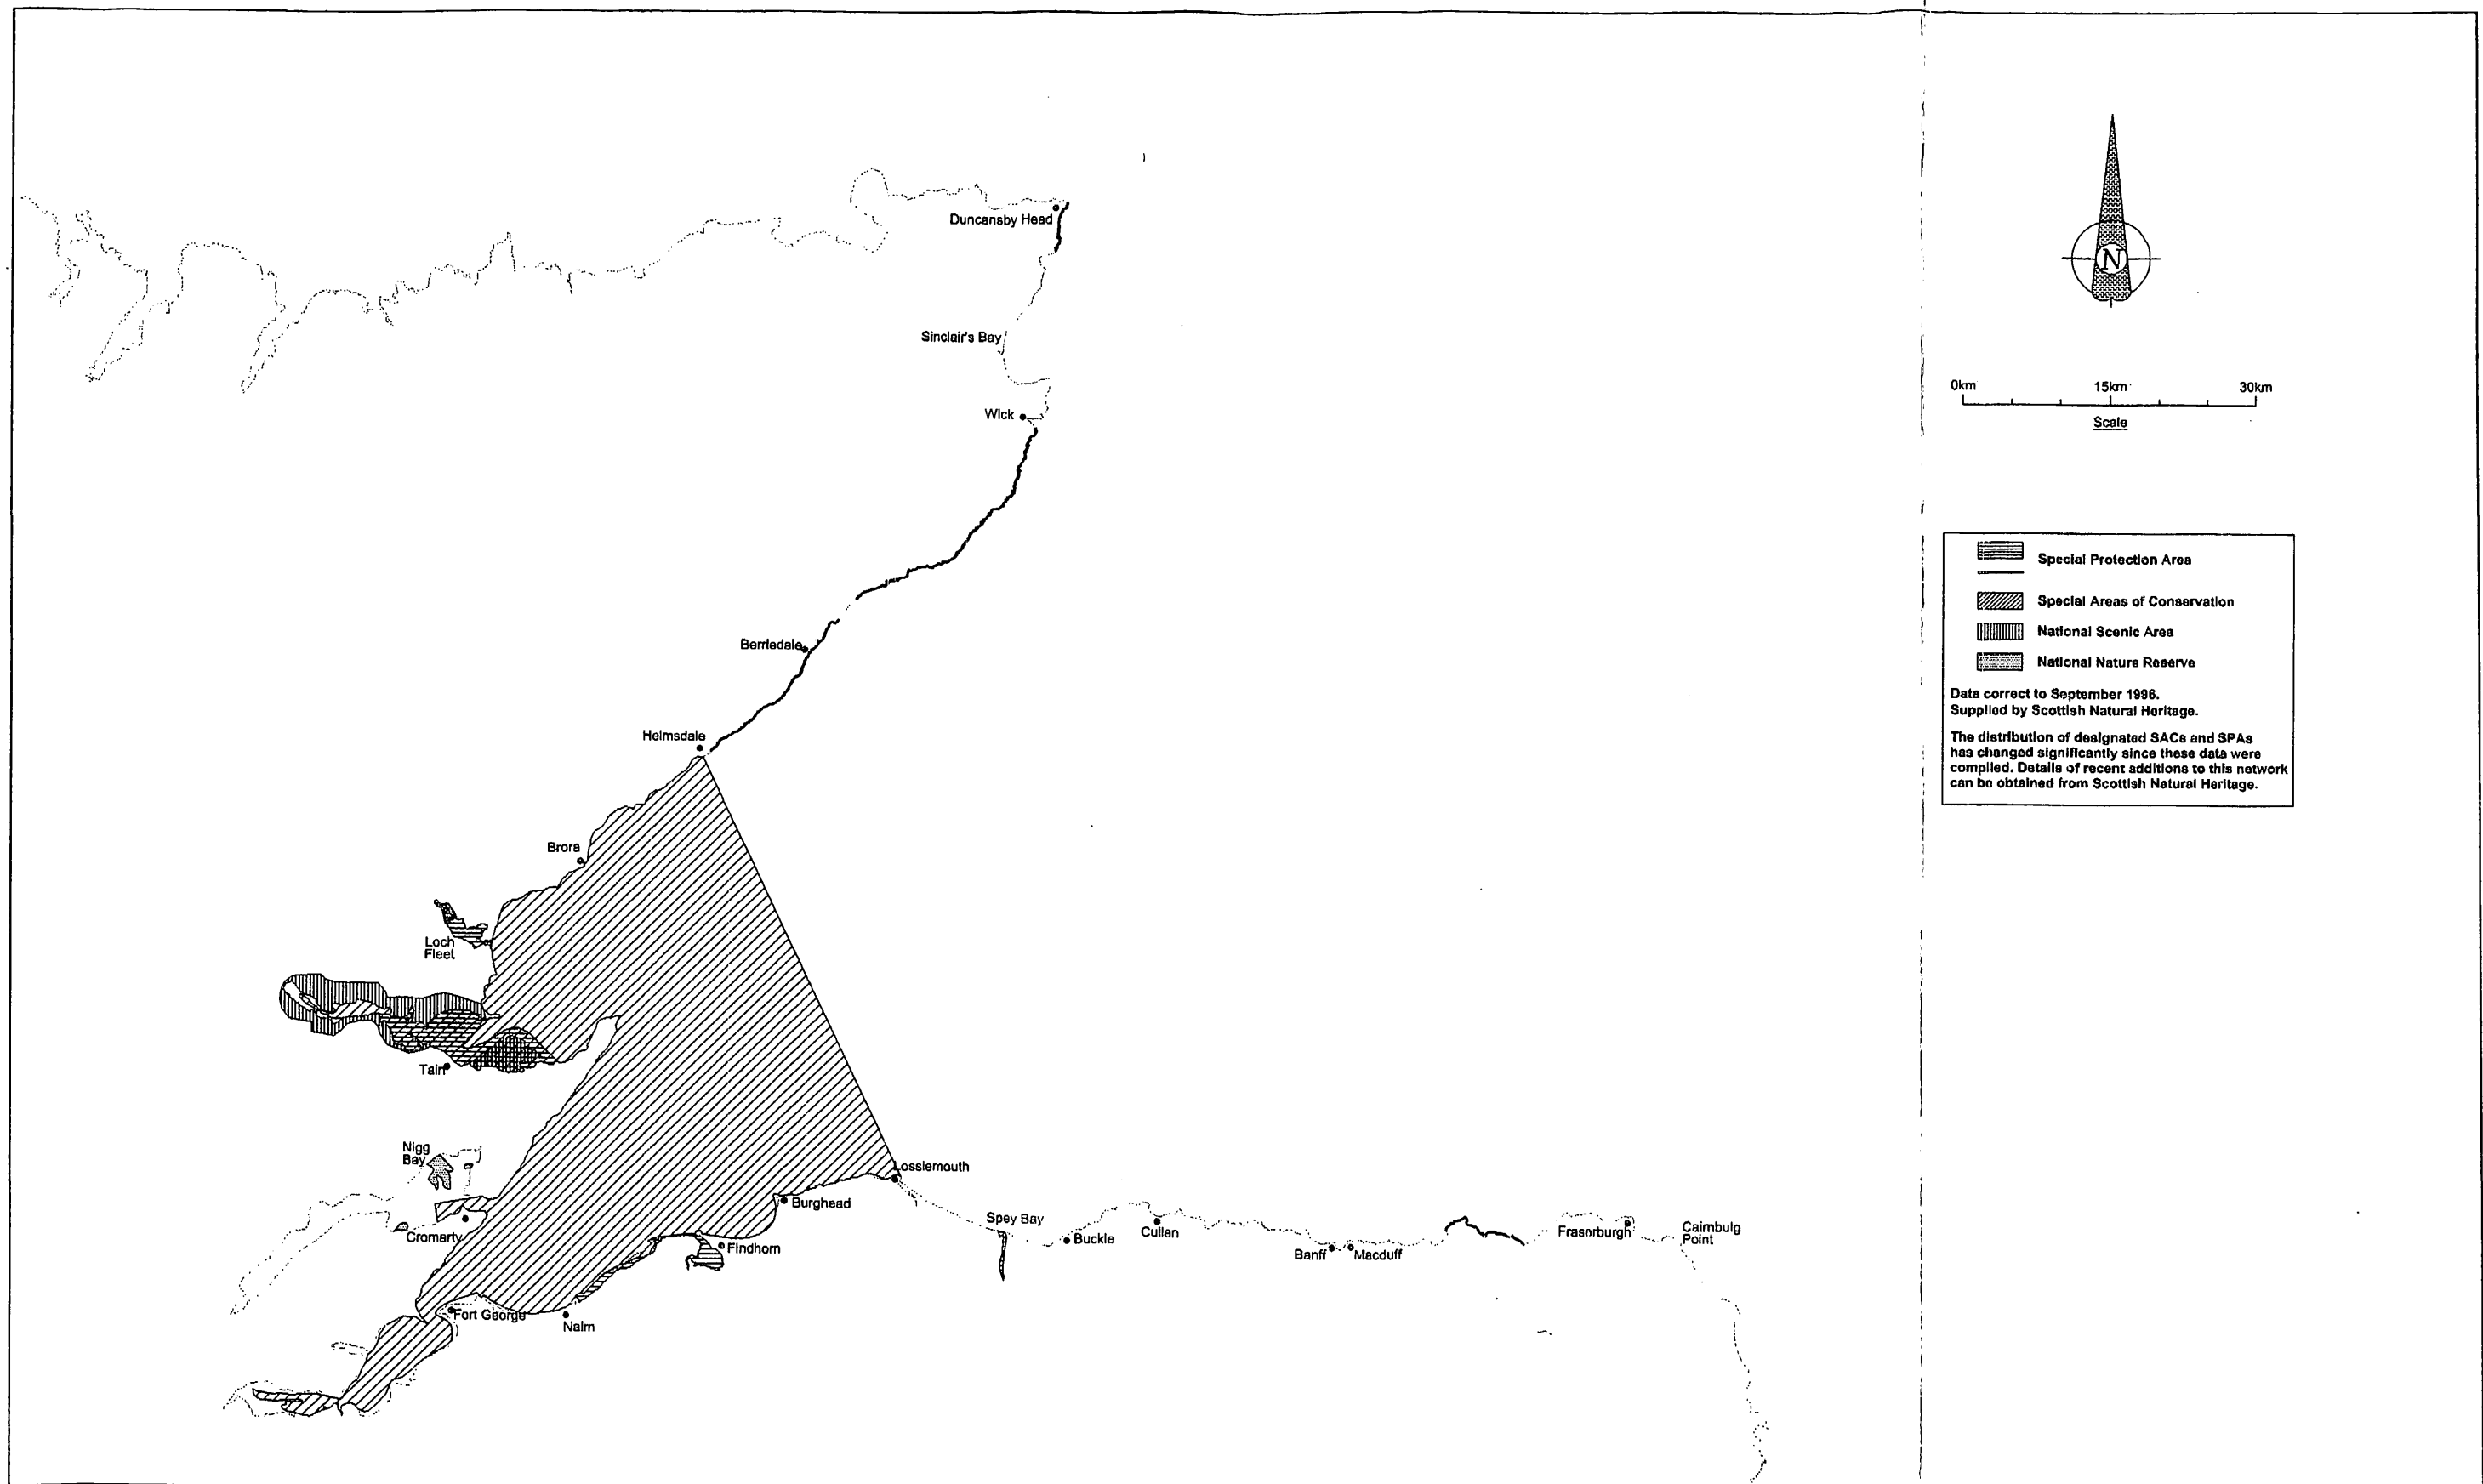 Duncansby Head
N
Sinclair's Bay
0km 15km 30km
Scale
Wick
Special Protection Area
Special Areas of Conservation
National Scenic Area
National Nature Reserve
Data correct to September 1996.
Supplied by Scottish Natural Heritage.
The distribution of designated SACs and SPAs
has changed significantly since these data were
compiled. Details of recent additions to this network
can be obtained from Scottish Natural Heritage.
Berriedale
Helmsdale
Brora
Loch
Fleet
Tain
Nigg
Bay
Lossiemouth
Burghead
Cromarty
Findhorn
Spey Bay
Buckie
Cullen
Banff
Macduff
Fraserburgh
Cairnbulg
Point
Fort George
Nairn